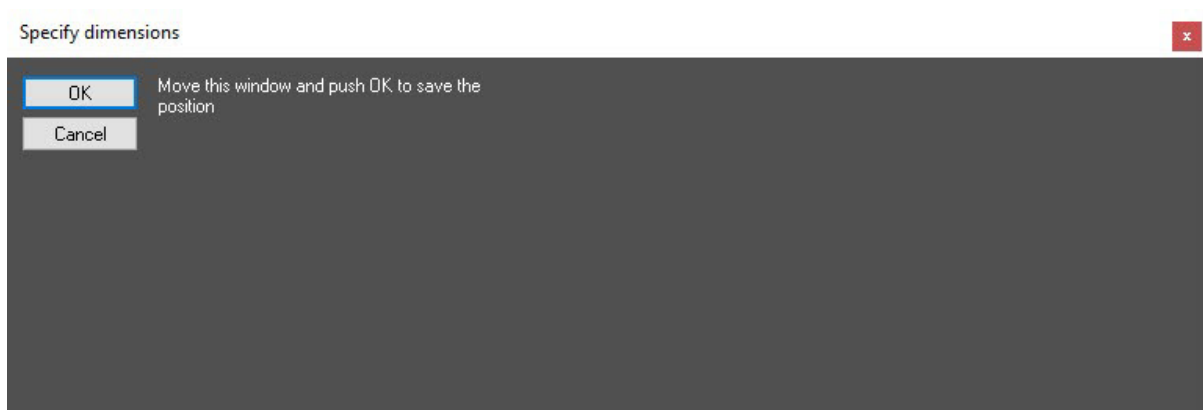 Specify dimensions
x
OK
Move this window and push OK to save the
position
Cancel